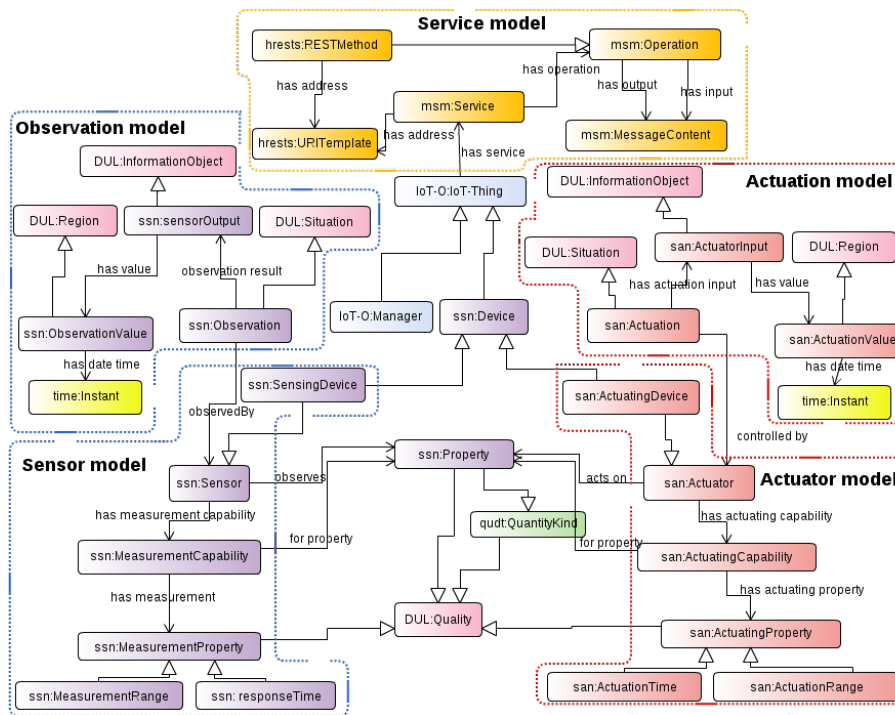 Service model
hrests:RESTMethod
msm:Operation
has operation
has address
has output
has input
msm:Service
hrests:URITemplate
has address
msm:MessageContent
has service
Observation model
DUL:InformationObject
DUL:Region
ssn:sensorOutput
DUL:Situation
has value
observation result
ssn:ObservationValue
ssn:Observation
has date time
time:Instant
IoT-O:IoT-Thing
IoT-O:Manager
ssn:Device
Actuation model
DUL:InformationObject
san:ActuatorInput
DUL:Region
DUL:Situation
has actuation input
has value
san:Actuation
san:ActuationValue
has date time
time:Instant
controlled by
ssn:SensingDevice
san:ActuatingDevice
observedBy
Sensor model
ssn:Sensor
observes
ssn:Property
acts on
san:Actuator
Actuator model
has measurement capability
qudt:QuantityKind
has actuating capability
ssn:MeasurementCapability
for property
for property
san:ActuatingCapability
has measurement
has actuating property
DUL:Quality
ssn:MeasurementProperty
san:ActuatingProperty
ssn:MeasurementRange
ssn: responseTime
san:ActuationTime
san:ActuationRange